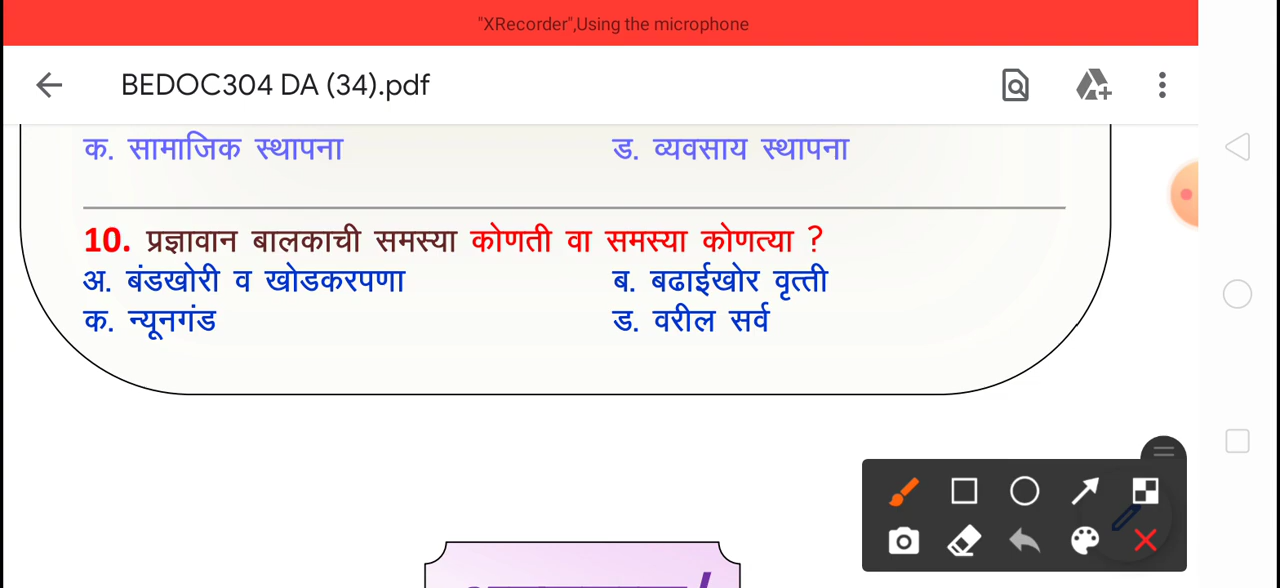 "XRecorder",Using the microphone
BEDOC304 DA (34).pdf
क. सामाजिक स्थापना ड. व्यवसाय स्थापना
10. प्रज्ञावान बालकाची समस्या कोणती वा समस्या कोणत्या ?
अ. बंडखोरी व खोडकरपणा ब. बढाईखोर वृत्ती
क. न्यूनगंड ड. वरील सर्व